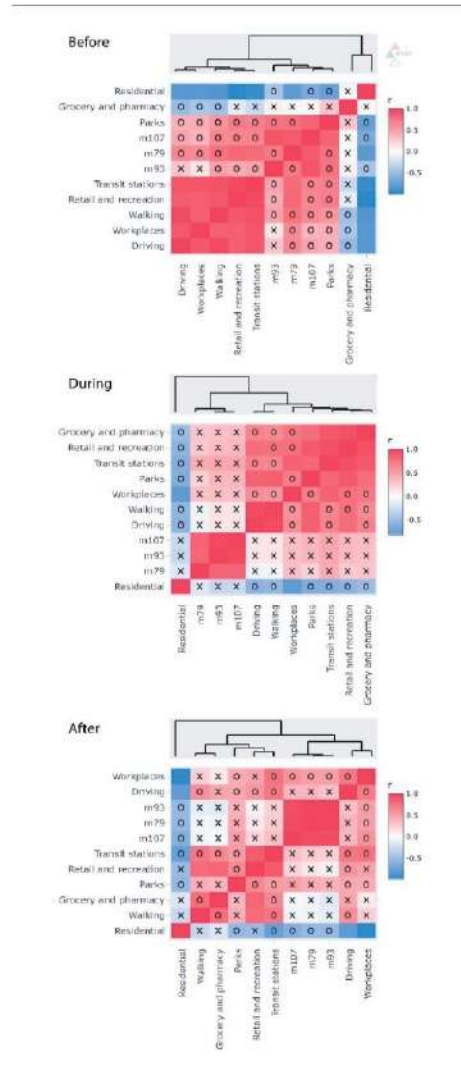 Before
r
Residential
Grocery and pharmacy
Parks
m107
m79
m93
Transit stations
Retail and recreation
Walking
Workplaces
Driving
1.0
0.5
0.0
-0.5
Driving
Workplaces
Walking
Retail and recreation
Transit stations
m93
m79
m107
Parks
Grocery and pharmacy
Residential
During
r
Grocery and pharmacy
Retail and recreation
Transit stations
Parks
Workplaces
Walking
Driving
m107
m93
m79
Residential
1.0
0.5
0.0
-0.5
Residential
m79
m93
m107
Driving
Walking
Workplaces
Parks
Transit stations
Retail and recreation
Grocery and pharmacy
After
r
Workplaces
Driving
m93
m79
m107
Transit stations
Retail and recreation
Parks
Grocery and pharmacy
Walking
Residential
1.0
0.5
0.0
-0.5
Residential
Walking
Grocery and pharmacy
Parks
Retail and recreation
Transit stations
m107
m79
m93
Driving
Workplaces